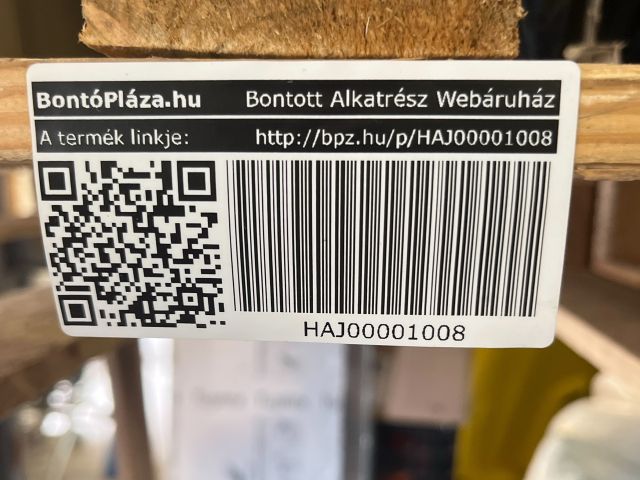 BontóPláza.hu Bontott Alkatrész Webáruház
A termék linkje: http://bpz.hu/p/HAJ00001008
HAJ00001008